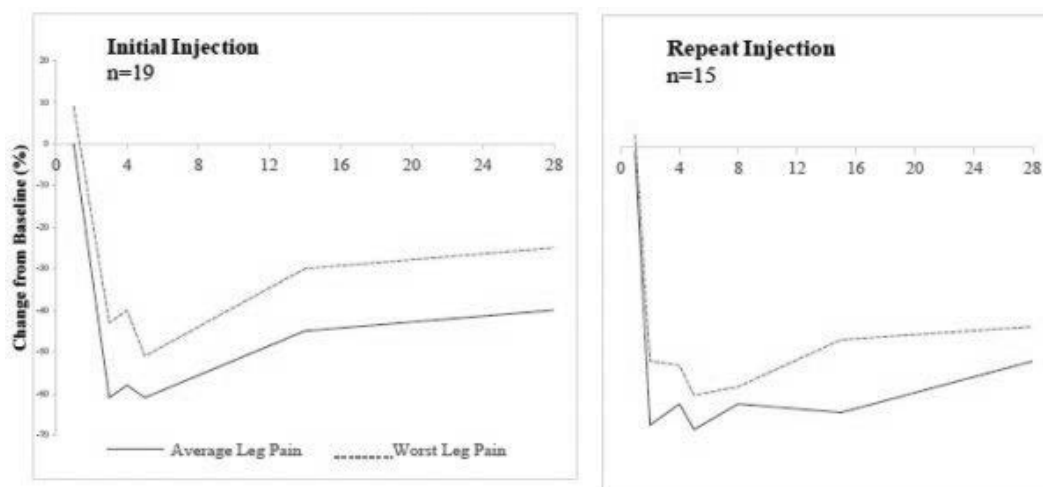 Initial Injection
n=19
20
10
0
0 4 8 12 16 20 24 28
-10
-20
-30
-40
-50
-60
-70
Change from Baseline (%)
Average Leg Pain
Worst Leg Pain
Repeat Injection
n=15
0 4 8 12 16 20 24 28